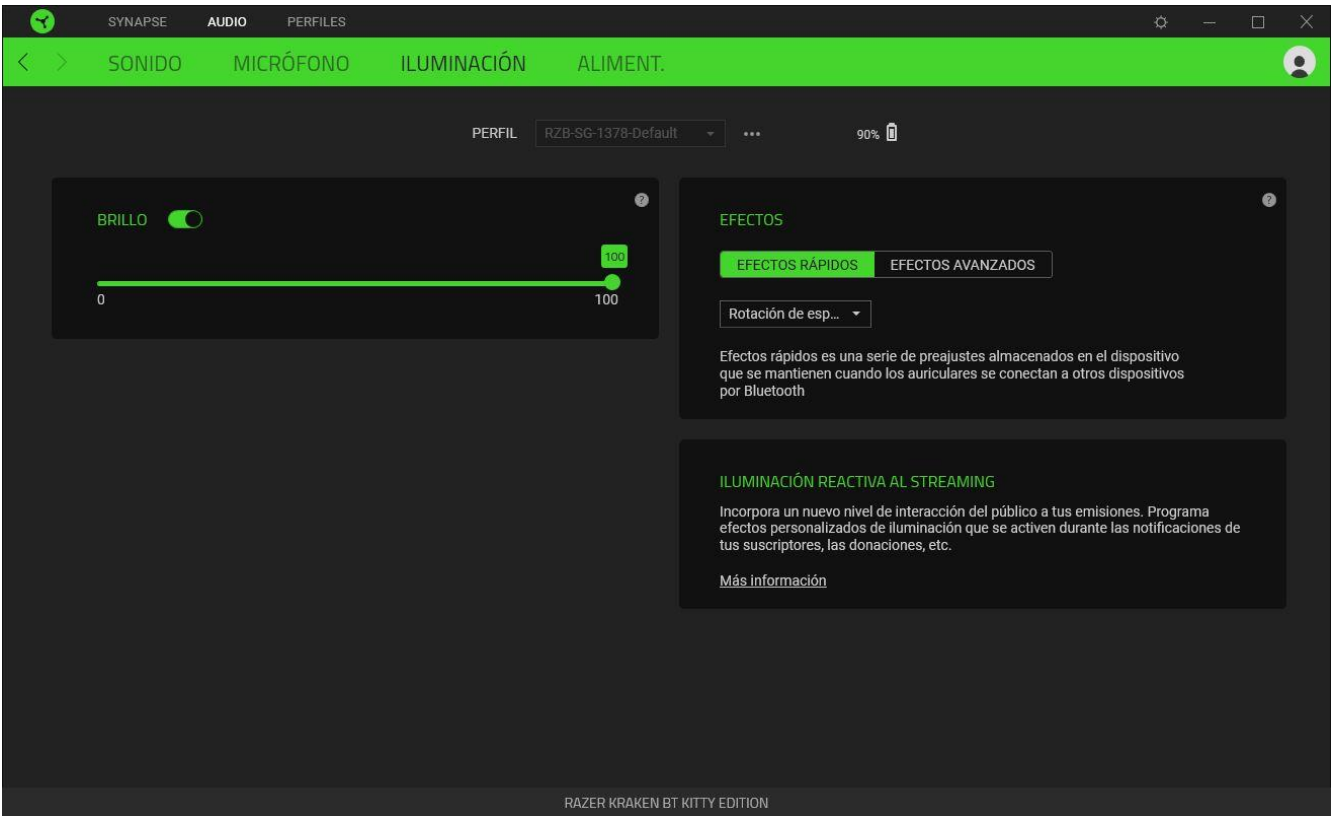 SYNAPSE AUDIO PERFILES
SONIDO MICRÓFONO ILUMINACIÓN ALIMENT.
PERFIL RZB-SG-1378-Default 90%
BRILLO
100
0 100
EFECTOS
EFECTOS RÁPIDOS EFECTOS AVANZADOS
Rotación de esp...
Efectos rápidos es una serie de preajustes almacenados en el dispositivo
que se mantienen cuando los auriculares se conectan a otros dispositivos
por Bluetooth
ILUMINACIÓN REACTIVA AL STREAMING
Incorpora un nuevo nivel de interacción del público a tus emisiones. Programa
efectos personalizados de iluminación que se activen durante las notificaciones de
tus suscriptores, las donaciones, etc.
Más información
RAZER KRAKEN BT KITTY EDITION